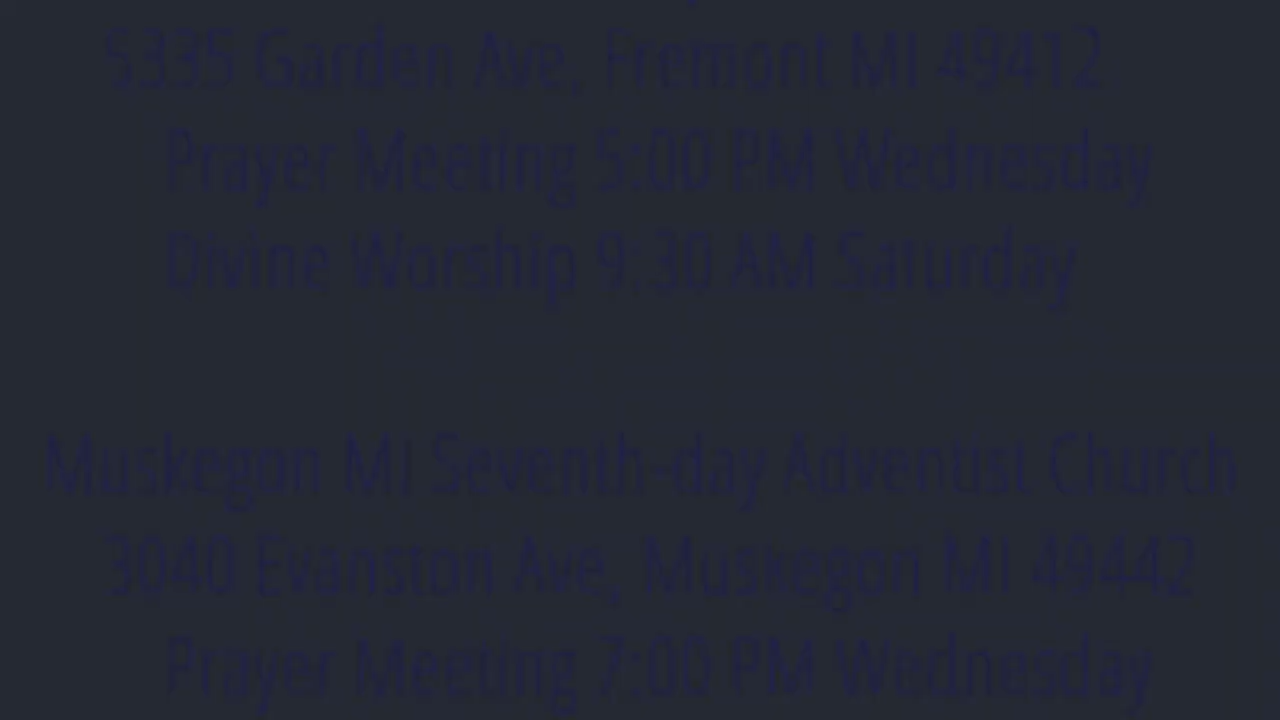 5335 Garden Ave, Fremont MI 49412
Prayer Meeting 5:00 PM Wednesday
Divine Worship 9:30 AM Saturday
Muskegon MI Seventh-day Adventist Church
3040 Evanston Ave, Muskegon MI 49442
Prayer Meeting 7:00 PM Wednesday